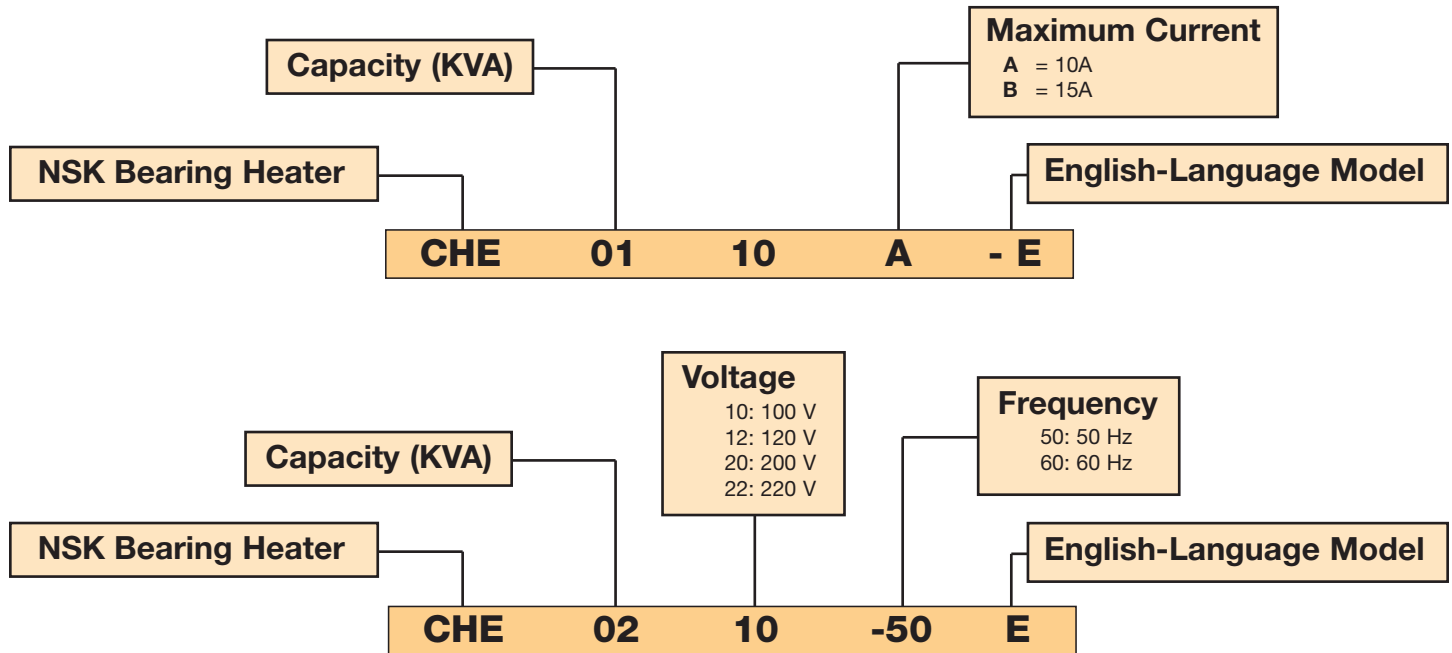 Maximum Current
A = 10A
B = 15A
Capacity (KVA)
NSK Bearing Heater
English-Language Model
CHE 01 10 A - E
Voltage
10: 100 V
12: 120 V
20: 200 V
22: 220 V
Frequency
50: 50 Hz
60: 60 Hz
Capacity (KVA)
NSK Bearing Heater
English-Language Model
CHE 02 10 -50 E